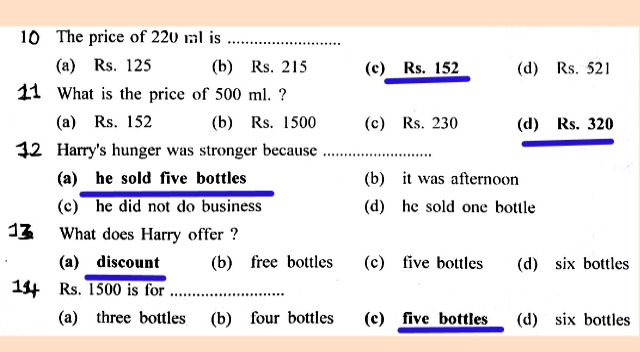 10 The price of 220 ml is ...........................
(a) Rs. 125 (b) Rs. 215 (c) Rs. 152 (d) Rs. 521
11 What is the price of 500 ml. ?
(a) Rs. 152 (b) Rs. 1500 (c) Rs. 230 (d) Rs. 320
12 Harry's hunger was stronger because ..........................
(a) he sold five bottles (b) it was afternoon
(c) he did not do business (d) he sold one bottle
13 What does Harry offer ?
(a) discount (b) free bottles (c) five bottles (d) six bottles
14 Rs. 1500 is for ...........................
(a) three bottles (b) four bottles (c) five bottles (d) six bottles